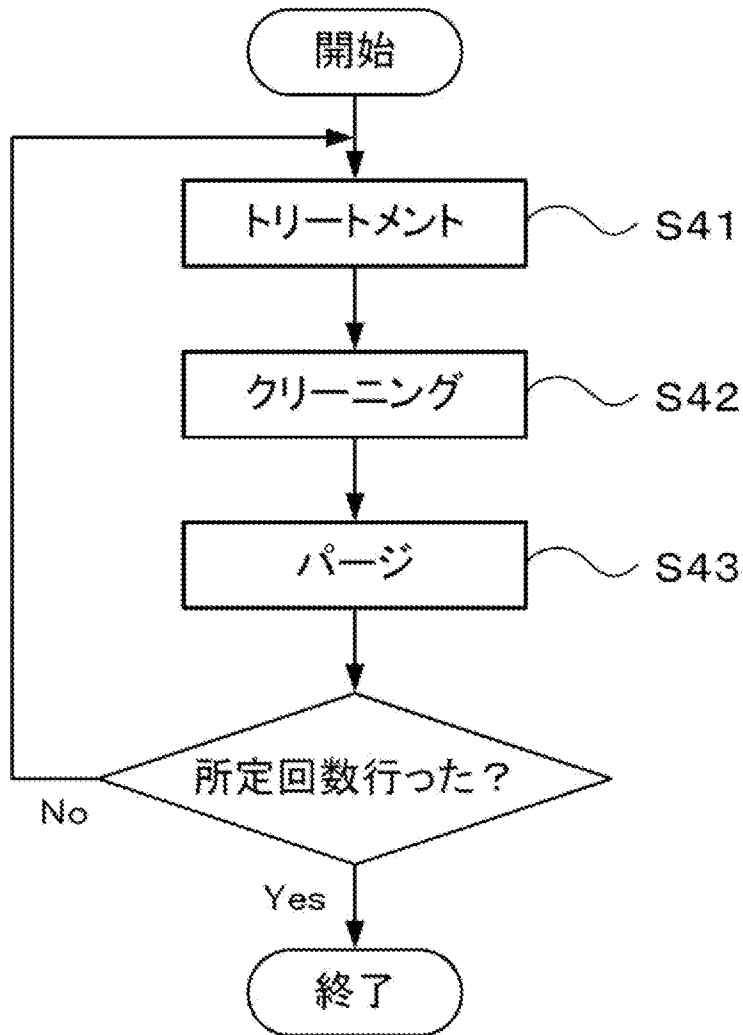 開始
トリートメント
S41
クリーニング
S42
パージ
S43
所定回数行った？
No
Yes
終了